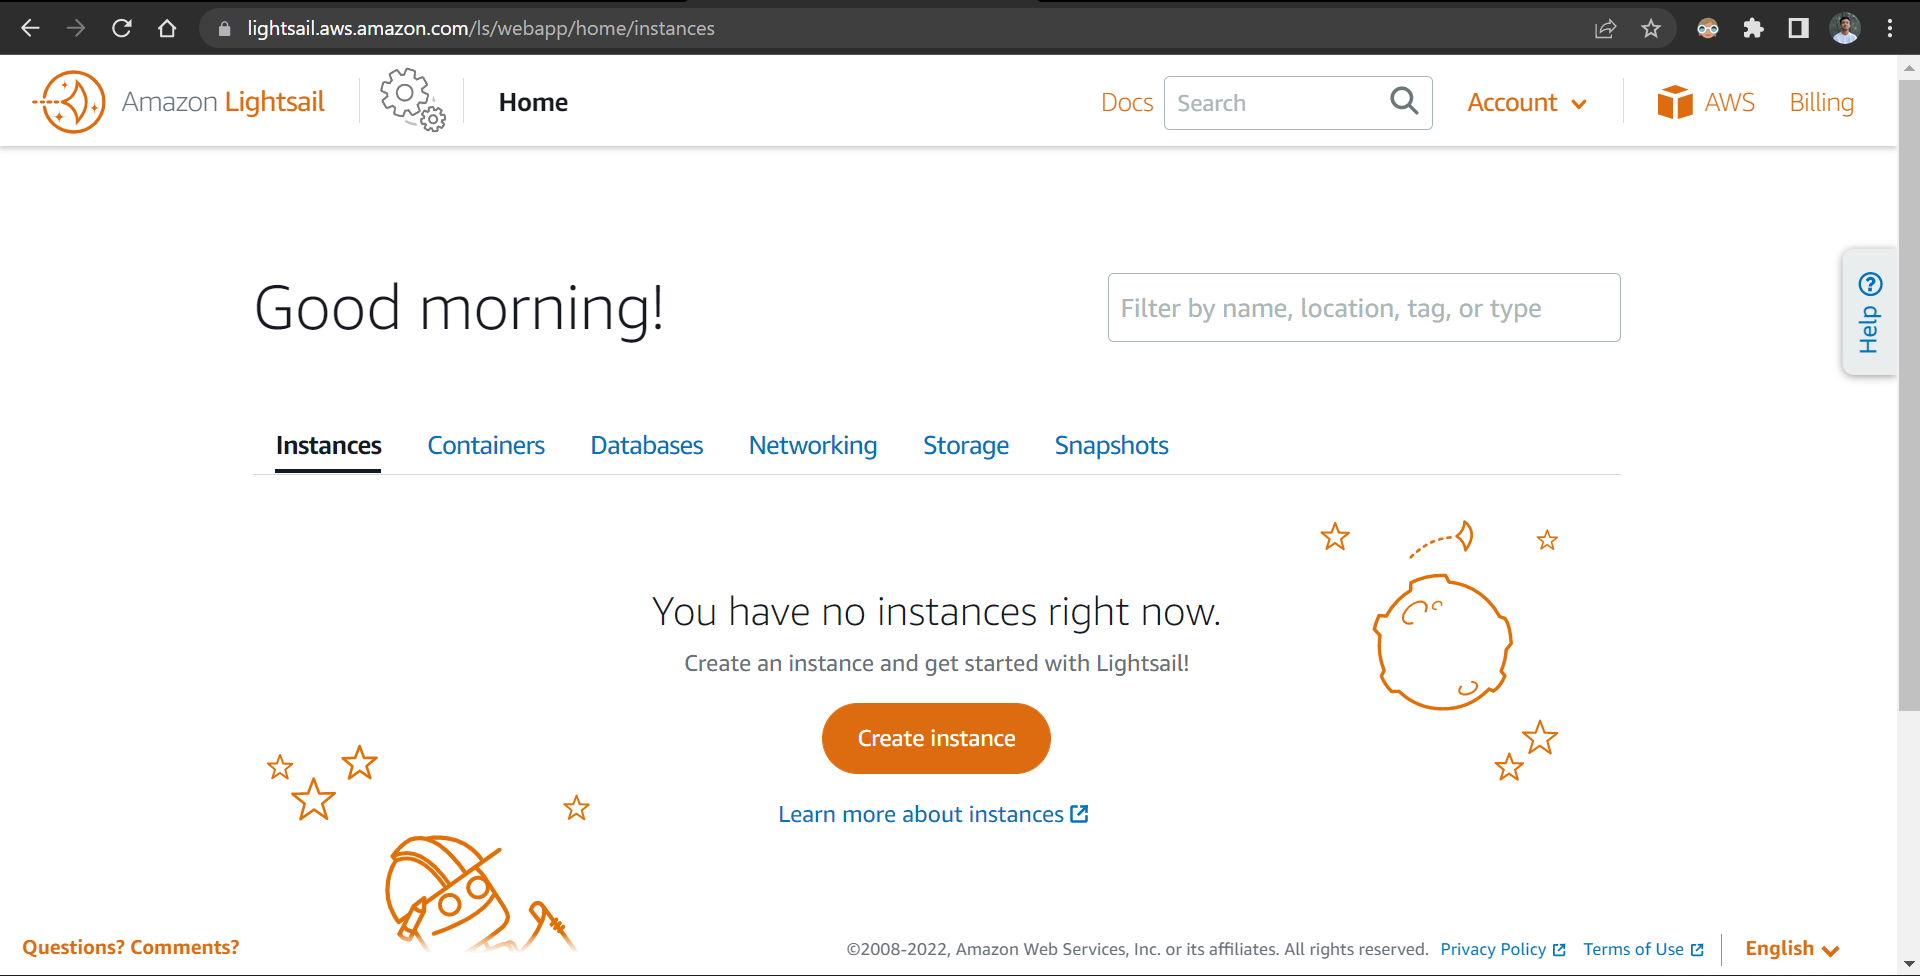 lightsail.aws.amazon.com/ls/webapp/home/instances
Amazon Lightsail
Home
Docs
Search
Account
AWS
Billing
Good morning!
Filter by name, location, tag, or type
Help
Instances
Containers
Databases
Networking
Storage
Snapshots
You have no instances right now.
Create an instance and get started with Lightsail!
Create instance
Learn more about instances
Questions? Comments?
©2008-2022, Amazon Web Services, Inc. or its affiliates. All rights reserved.
Privacy Policy
Terms of Use
English